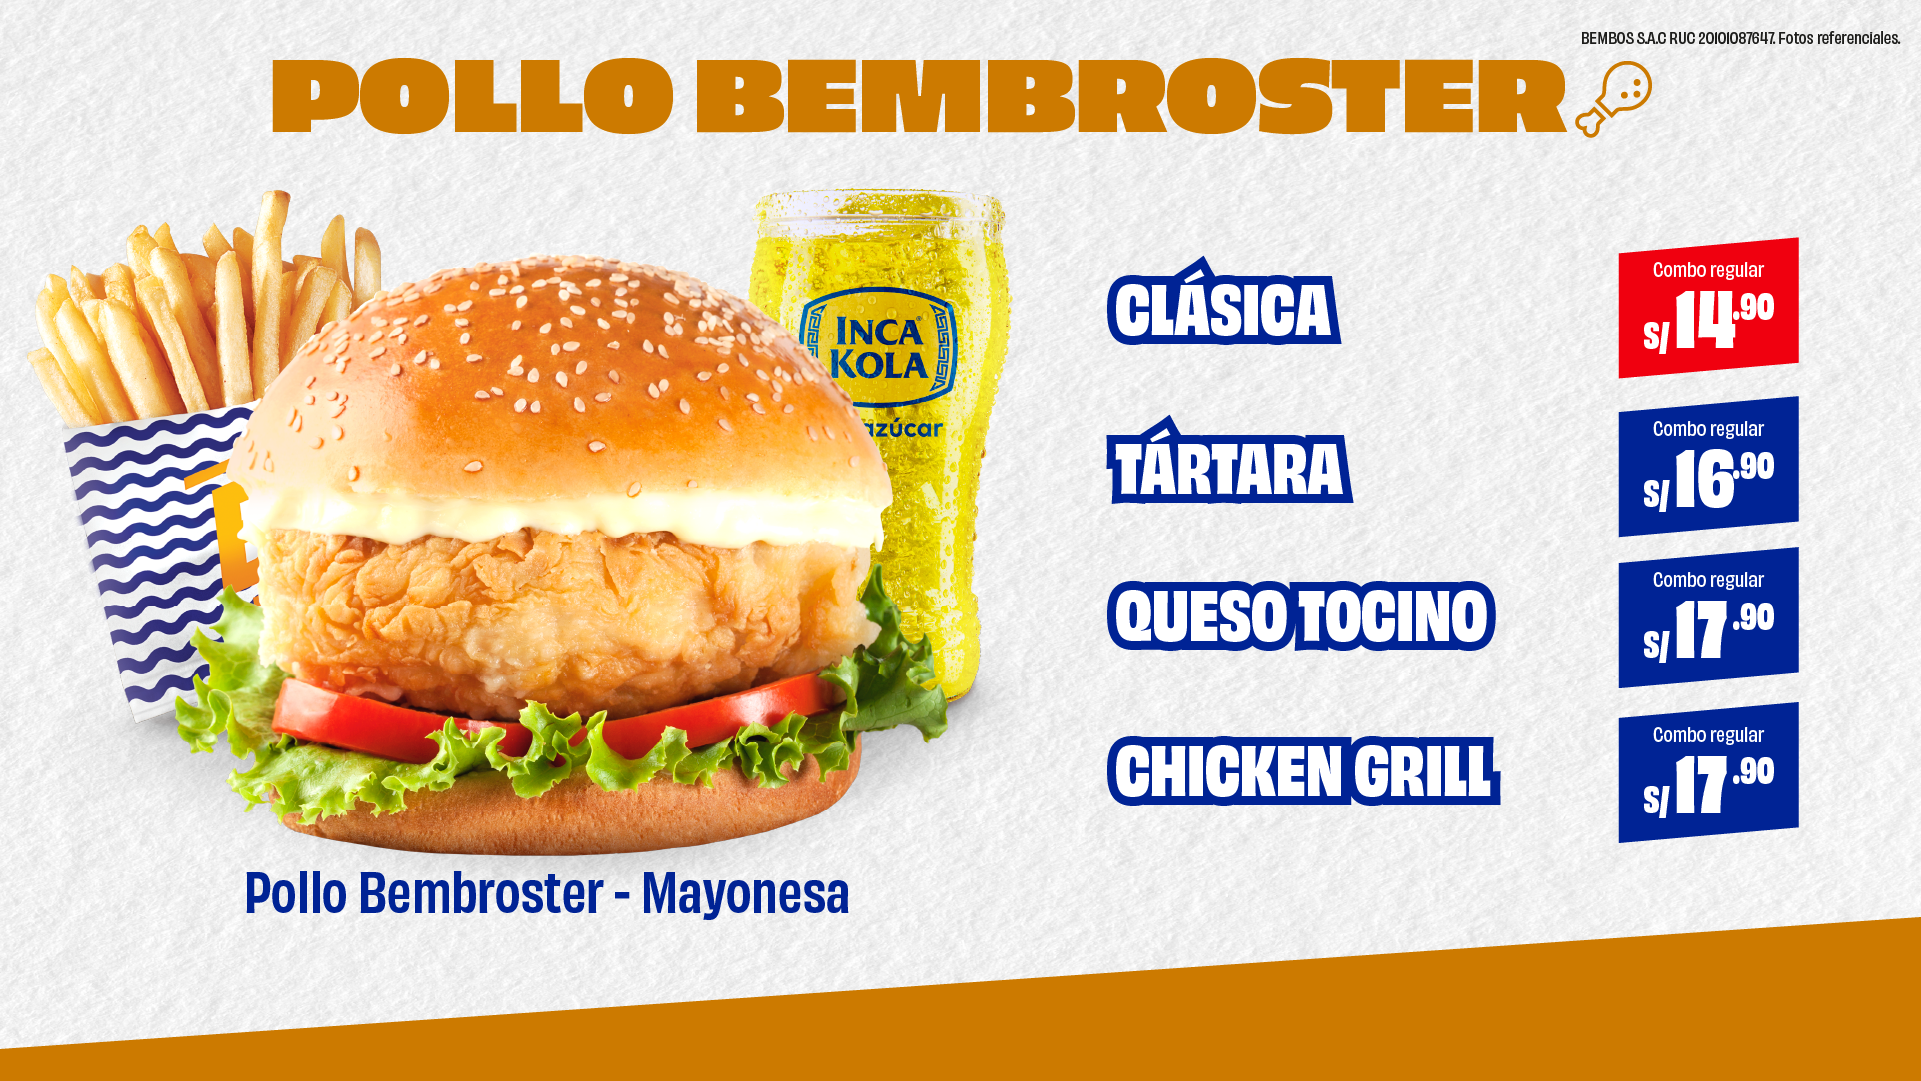 BEMBOS S.A.C RUC 20101087647. Fotos referenciales.
POLLO BEMBROSTER
INCA
KOLA
azúcar
CLÁSICA
Combo regular
S/14.90
TÁRTARA
Combo regular
S/16.90
QUESO TOCINO
Combo regular
S/17.90
CHICKEN GRILL
Combo regular
S/17.90
Pollo Bembroster - Mayonesa